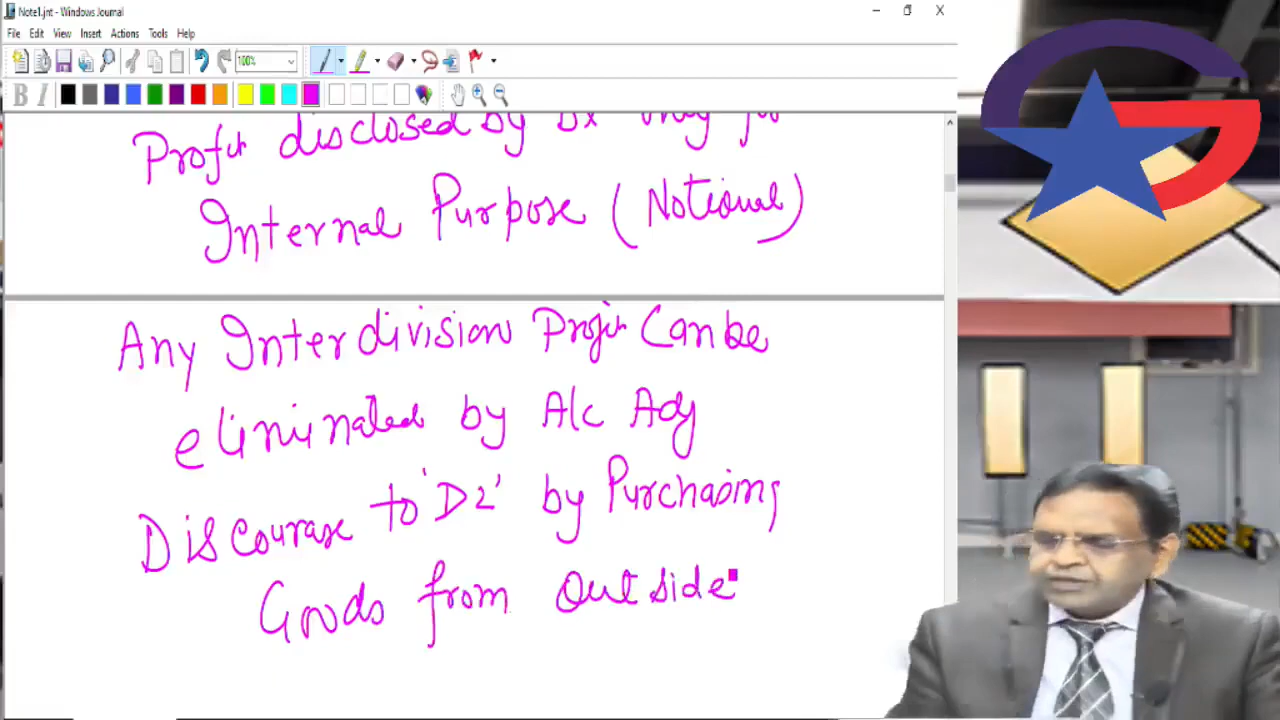 Note1.jnt - Windows Journal
File Edit View Insert Actions Tools Help
100%
B I
Profit disclosed by
Internal Purpose (Notional)
Any Interdivision Profit Can be
eliminated by A/c Adj
Discourage to 'D2' by Purchasing
Goods from Outside